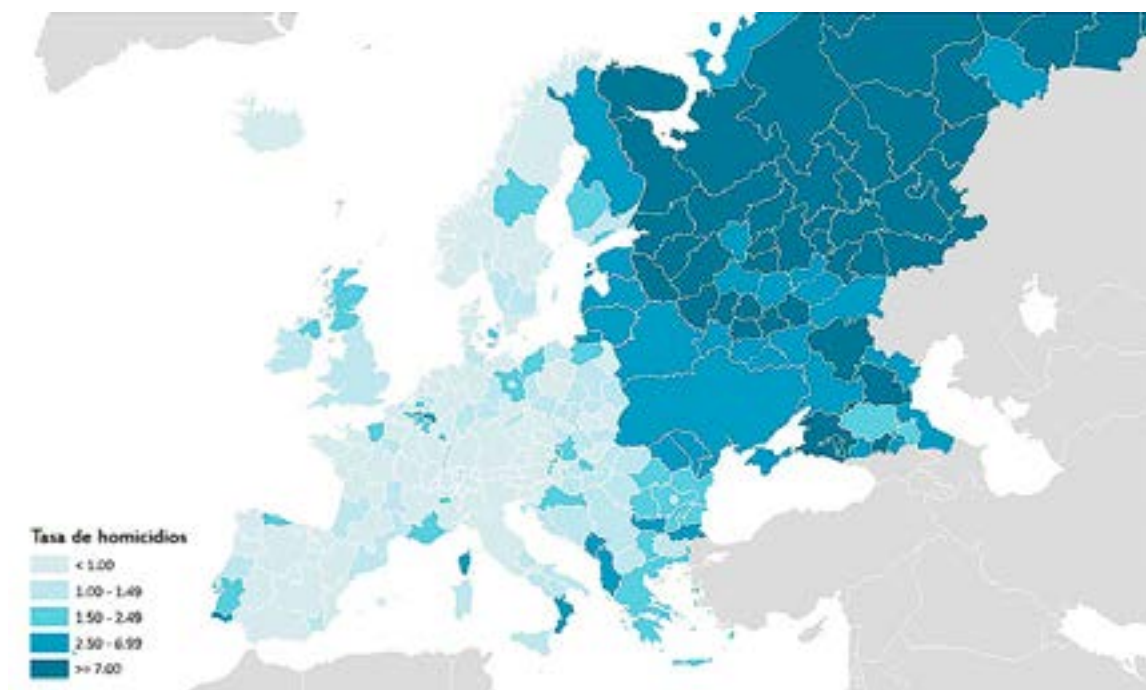 Tasa de homicidios
< 1.00
1.00 - 1.49
1.50 - 2.49
2.50 - 6.99
>= 7.00